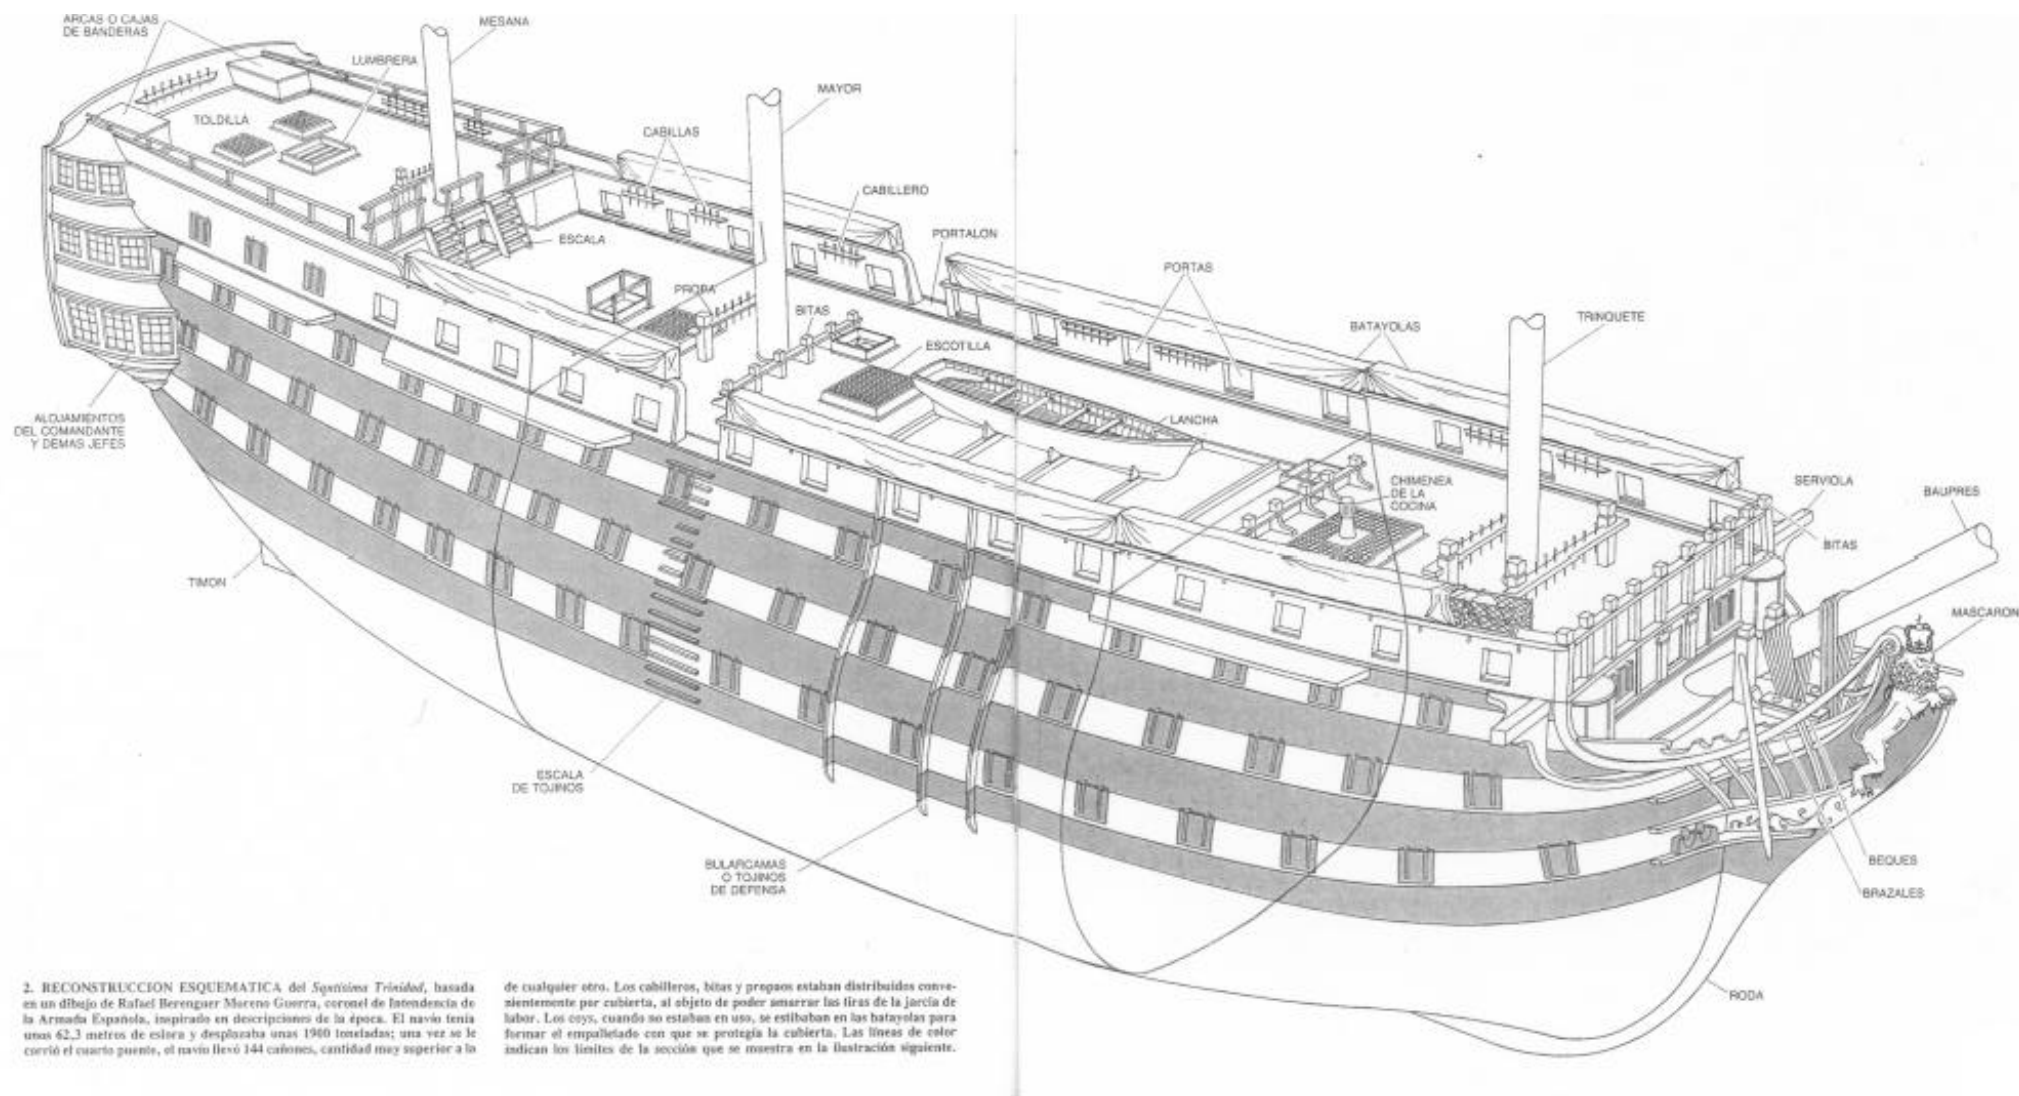 ARCAS O CAJAS
DE BANDERAS
MESANA
LUMBRERA
MAYOR
TOLDILLA
CABILLAS
CABILLERO
PORTALON
ESCALA
PORTAS
PROPA
BITAS
BATAYOLAS
TRINQUETE
ESCOTILLA
ALOJAMIENTOS
DEL COMANDANTE
Y DEMAS JEFES
LANCHA
CHIMENEA
DE LA
COCINA
SERVIOLA
BAUPRES
BITAS
TIMON
MASCARON
ESCALA
DE TOJINOS
BULARCAMAS
O TOJINOS
DE DEFENSA
BEQUES
BRAZALES
RODA
2. RECONSTRUCCION ESQUEMATICA del Santísima Trinidad, basada
en un dibujo de Rafael Berenguer Moreno Guerra, coronel de Intendencia de
la Armada Española, inspirado en descripciones de la época. El navío tenía
unos 62,3 metros de eslora y desplazaba unas 1900 toneladas; una vez se le
corrió el cuarto puente, el navío llevó 144 cañones, cantidad muy superior a la
de cualquier otro. Los cabilleros, bitas y propaos estaban distribuidos conve-
nientemente por cubierta, al objeto de poder amarrar las tiras de la jarcia de
labor. Los coys, cuando no estaban en uso, se estibaban en las batayolas para
formar el empalletado con que se protegía la cubierta. Las líneas de color
indican los límites de la sección que se muestra en la ilustración siguiente.